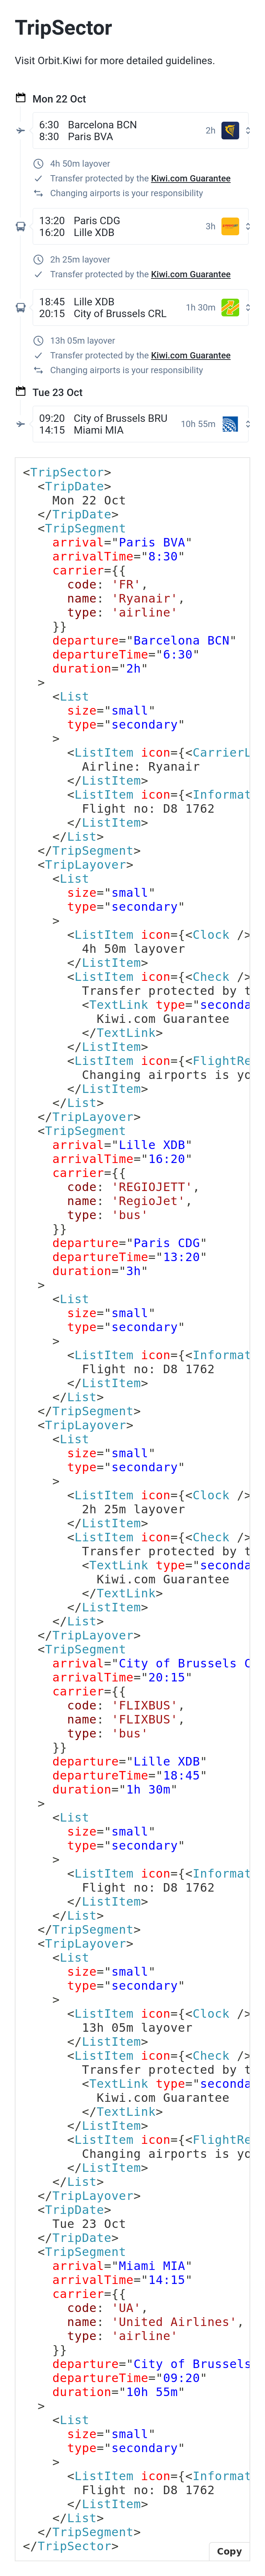 TripSector
Visit Orbit.Kiwi for more detailed guidelines.
Mon 22 Oct
6:30 Barcelona BCN
8:30 Paris BVA
2h
4h 50m layover
Transfer protected by the Kiwi.com Guarantee
Changing airports is your responsibility
13:20 Paris CDG
16:20 Lille XDB
3h
2h 25m layover
Transfer protected by the Kiwi.com Guarantee
18:45 Lille XDB
20:15 City of Brussels CRL
1h 30m
13h 05m layover
Transfer protected by the Kiwi.com Guarantee
Changing airports is your responsibility
Tue 23 Oct
09:20 City of Brussels BRU
14:15 Miami MIA
10h 55m
<TripSector>
<TripDate>
Mon 22 Oct
</TripDate>
<TripSegment
arrival="Paris BVA"
arrivalTime="8:30"
carrier={{
code: 'FR',
name: 'Ryanair',
type: 'airline'
}}
departure="Barcelona BCN"
departureTime="6:30"
duration="2h"
>
<List
size="small"
type="secondary"
>
<ListItem icon={<CarrierL
Airline: Ryanair
</ListItem>
<ListItem icon={<Informat
Flight no: D8 1762
</ListItem>
</List>
</TripSegment>
<TripLayover>
<List
size="small"
type="secondary"
>
<ListItem icon={<Clock />
4h 50m layover
</ListItem>
<ListItem icon={<Check />
Transfer protected by t
<TextLink type="seconda
Kiwi.com Guarantee
</TextLink>
</ListItem>
<ListItem icon={<FlightRe
Changing airports is yo
</ListItem>
</List>
</TripLayover>
<TripSegment
arrival="Lille XDB"
arrivalTime="16:20"
carrier={{
code: 'REGIOJETT',
name: 'RegioJet',
type: 'bus'
}}
departure="Paris CDG"
departureTime="13:20"
duration="3h"
>
<List
size="small"
type="secondary"
>
<ListItem icon={<Informat
Flight no: D8 1762
</ListItem>
</List>
</TripSegment>
<TripLayover>
<List
size="small"
type="secondary"
>
<ListItem icon={<Clock />
2h 25m layover
</ListItem>
<ListItem icon={<Check />
Transfer protected by t
<TextLink type="seconda
Kiwi.com Guarantee
</TextLink>
</ListItem>
</List>
</TripLayover>
<TripSegment
arrival="City of Brussels C
arrivalTime="20:15"
carrier={{
code: 'FLIXBUS',
name: 'FLIXBUS',
type: 'bus'
}}
departure="Lille XDB"
departureTime="18:45"
duration="1h 30m"
>
<List
size="small"
type="secondary"
>
<ListItem icon={<Informat
Flight no: D8 1762
</ListItem>
</List>
</TripSegment>
<TripLayover>
<List
size="small"
type="secondary"
>
<ListItem icon={<Clock />
13h 05m layover
</ListItem>
<ListItem icon={<Check />
Transfer protected by t
<TextLink type="seconda
Kiwi.com Guarantee
</TextLink>
</ListItem>
<ListItem icon={<FlightRe
Changing airports is yo
</ListItem>
</List>
</TripLayover>
<TripDate>
Tue 23 Oct
</TripDate>
<TripSegment
arrival="Miami MIA"
arrivalTime="14:15"
carrier={{
code: 'UA',
name: 'United Airlines',
type: 'airline'
}}
departure="City of Brussels
departureTime="09:20"
duration="10h 55m"
>
<List
size="small"
type="secondary"
>
<ListItem icon={<Informat
Flight no: D8 1762
</ListItem>
</List>
</TripSegment>
</TripSector>
Copy